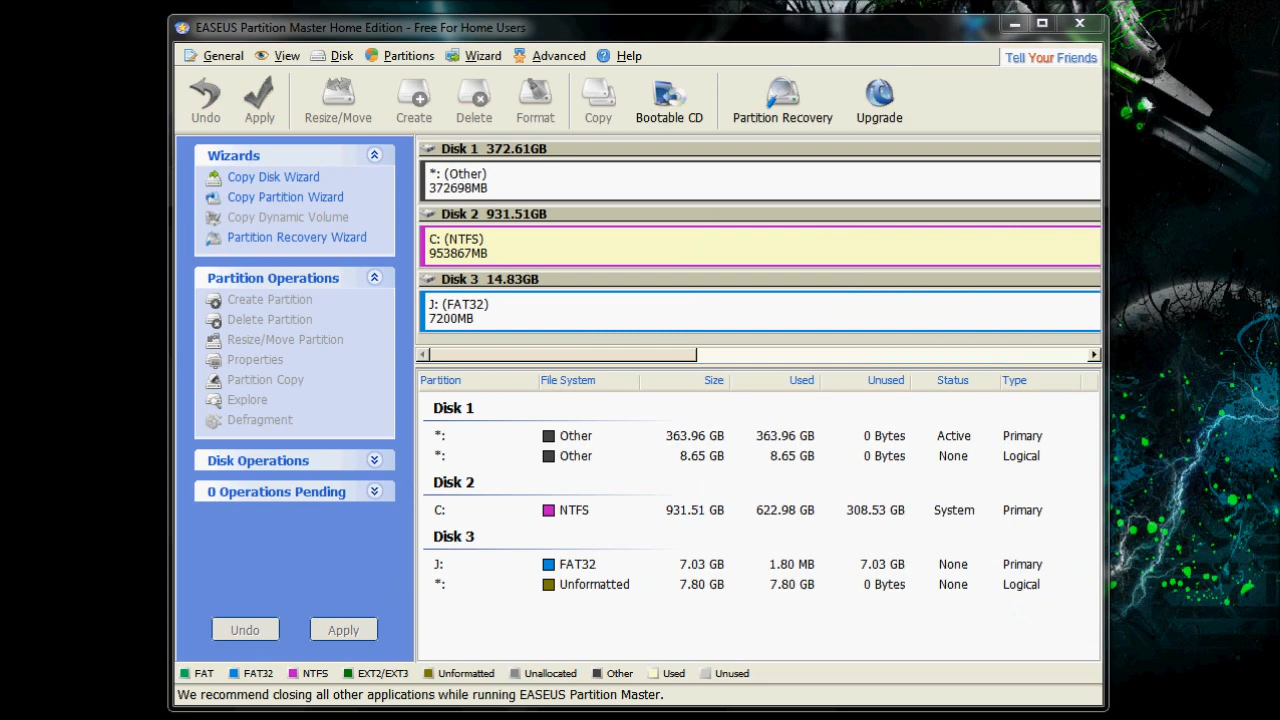 EASEUS Partition Master Home Edition - Free For Home Users
General View Disk Partitions Wizard Advanced Help
Tell Your Friends
Undo Apply Resize/Move Create Delete Format Copy Bootable CD Partition Recovery Upgrade
Wizards
Copy Disk Wizard
Copy Partition Wizard
Copy Dynamic Volume
Partition Recovery Wizard
Partition Operations
Create Partition
Delete Partition
Resize/Move Partition
Properties
Partition Copy
Explore
Defragment
Disk Operations
0 Operations Pending
Undo Apply
Disk 1 372.61GB
*: (Other)
372698MB
Disk 2 931.51GB
C: (NTFS)
953867MB
Disk 3 14.83GB
J: (FAT32)
7200MB
Partition File System Size Used Unused Status Type
Disk 1
*: Other 363.96 GB 363.96 GB 0 Bytes Active Primary
*: Other 8.65 GB 8.65 GB 0 Bytes None Logical
Disk 2
C: NTFS 931.51 GB 622.98 GB 308.53 GB System Primary
Disk 3
J: FAT32 7.03 GB 1.80 MB 7.03 GB None Primary
*: Unformatted 7.80 GB 7.80 GB 0 Bytes None Logical
FAT FAT32 NTFS EXT2/EXT3 Unformatted Unallocated Other Used Unused
We recommend closing all other applications while running EASEUS Partition Master.